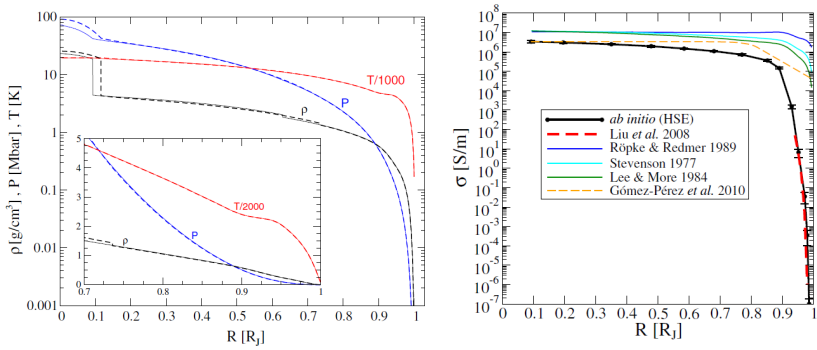 100
10
1
0.1
0.01
0.001
ρ [g/cm³] , P [Mbar] , T [K]
T/1000
P
ρ
5
4
3
2
1
0
T/2000
P
ρ
0.7 0.8 0.9 1
0 0.1 0.2 0.3 0.4 0.5 0.6 0.7 0.8 0.9 1
R [R_J]
10^8
10^7
10^6
10^5
10^4
10^3
10^2
10^1
10^0
10^-1
10^-2
10^-3
10^-4
10^-5
10^-6
10^-7
σ [S/m]
ab initio (HSE)
Liu et al. 2008
Röpke & Redmer 1989
Stevenson 1977
Lee & More 1984
Gómez-Pérez et al. 2010
0.1 0.2 0.3 0.4 0.5 0.6 0.7 0.8 0.9 1
R [R_J]